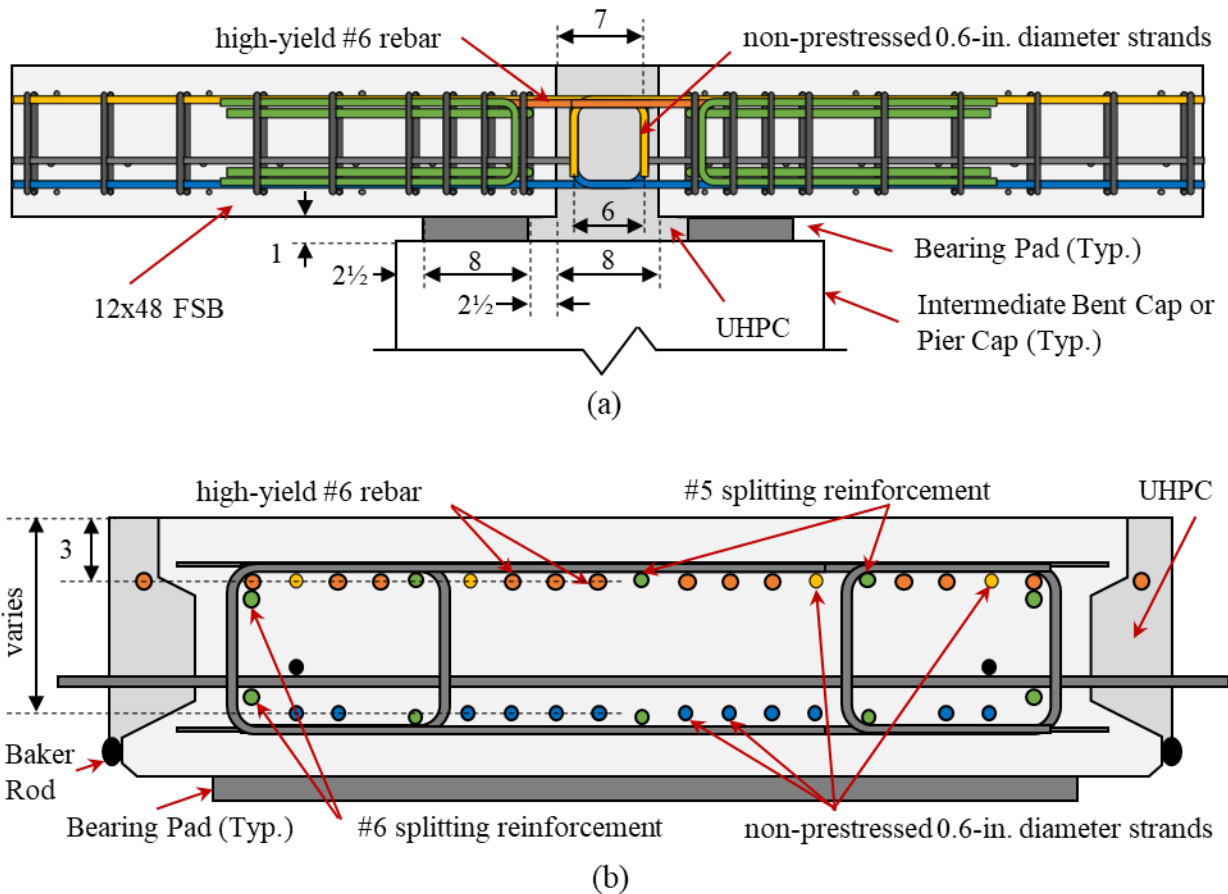 7
high-yield #6 rebar
non-prestressed 0.6-in. diameter strands
6
1
8
8
2½
2½
12x48 FSB
UHPC
Bearing Pad (Typ.)
Intermediate Bent Cap or
Pier Cap (Typ.)
(a)
high-yield #6 rebar
#5 splitting reinforcement
UHPC
3
varies
Baker
Rod
Bearing Pad (Typ.)
#6 splitting reinforcement
non-prestressed 0.6-in. diameter strands
(b)